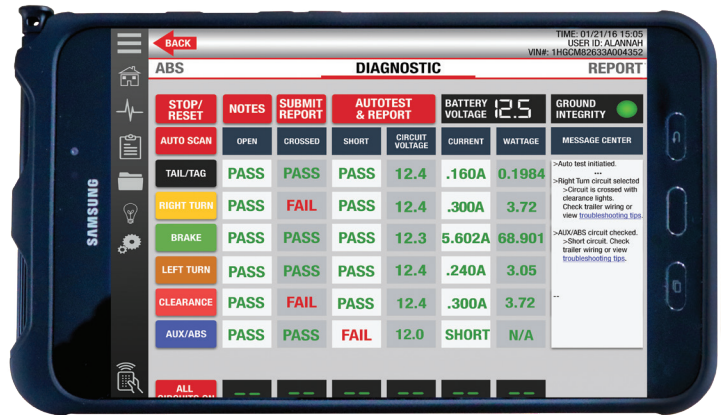 SAMSUNG
BACK
TIME: 01/21/16 15:05
USER ID: ALANNAH
VIN#: 1HGCM82633A004352
ABS DIAGNOSTIC REPORT
STOP/
RESET
NOTES
SUBMIT
REPORT
AUTOTEST
& REPORT
BATTERY
VOLTAGE
12.5
GROUND
INTEGRITY
AUTO SCAN OPEN CROSSED SHORT CIRCUIT
VOLTAGE CURRENT WATTAGE MESSAGE CENTER
TAIL/TAG PASS PASS PASS 12.4 .160A 0.1984
RIGHT TURN PASS FAIL PASS 12.4 .300A 3.72
BRAKE PASS PASS PASS 12.3 5.602A 68.901
LEFT TURN PASS PASS PASS 12.4 .240A 3.05
CLEARANCE PASS FAIL PASS 12.4 .300A 3.72
AUX/ABS PASS PASS FAIL 12.0 SHORT N/A
>Auto test initiatied.
...
>Right Turn circuit selected
>Circuit is crossed with
clearance lights.
Check trailer wiring or
view troubleshooting tips.
>AUX/ABS circuit checked.
>Short circuit. Check
trailer wiring or view
troubleshooting tips.
--
ALL
CIRCUITS ON -- -- -- -- -- --